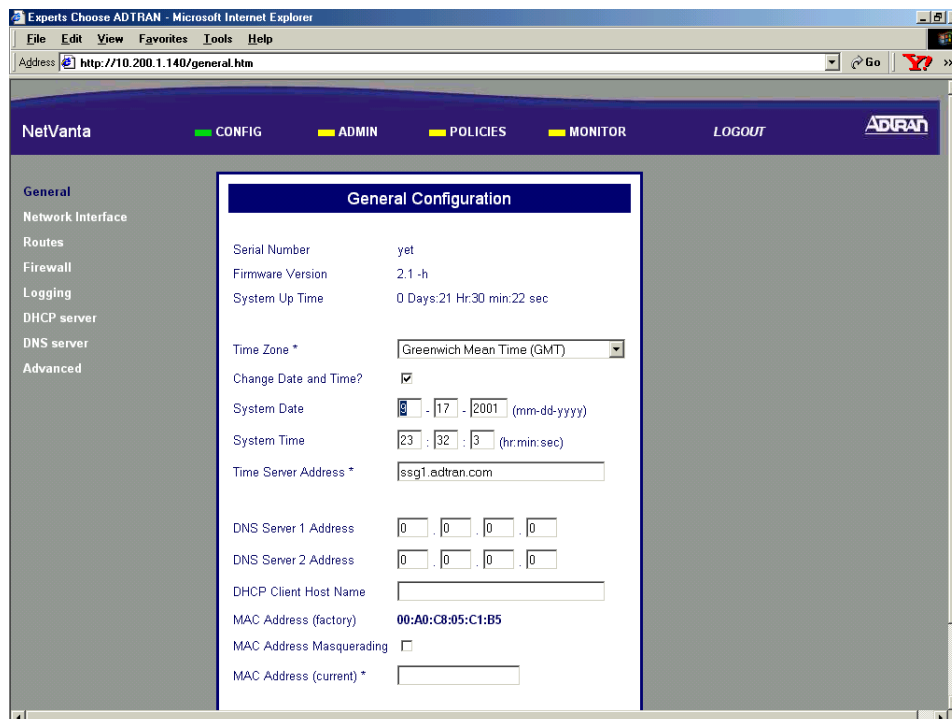 Experts Choose ADTRAN - Microsoft Internet Explorer
File Edit View Favorites Tools Help
Address http://10.200.1.140/general.htm Go Y! »
NetVanta CONFIG ADMIN POLICIES MONITOR LOGOUT ADTRAN
General
Network Interface
Routes
Firewall
Logging
DHCP server
DNS server
Advanced
General Configuration
Serial Number yet
Firmware Version 2.1 -h
System Up Time 0 Days:21 Hr:30 min:22 sec
Time Zone * Greenwich Mean Time (GMT)
Change Date and Time?
System Date 9 - 17 - 2001 (mm-dd-yyyy)
System Time 23 : 32 : 3 (hr:min:sec)
Time Server Address * ssg1.adtran.com
DNS Server 1 Address 0 . 0 . 0 . 0
DNS Server 2 Address 0 . 0 . 0 . 0
DHCP Client Host Name
MAC Address (factory) 00:A0:C8:05:C1:B5
MAC Address Masquerading
MAC Address (current) *